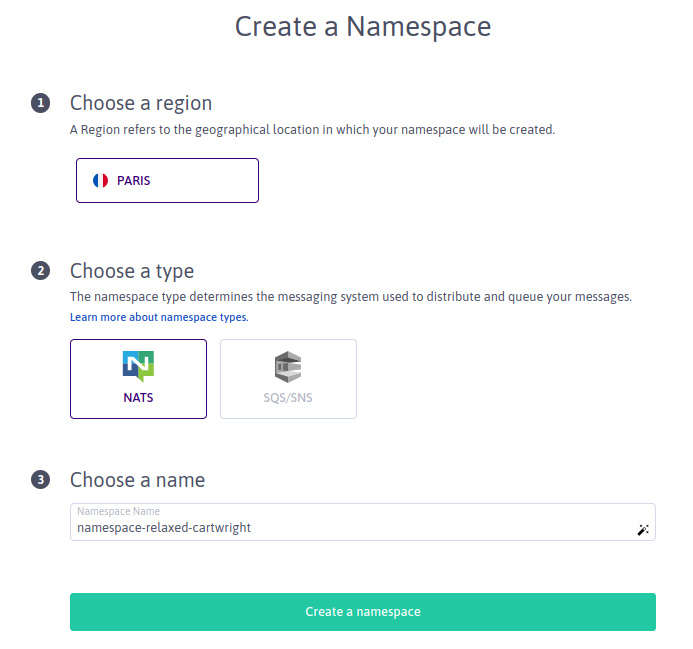 Create a Namespace
1 Choose a region
A Region refers to the geographical location in which your namespace will be created.
PARIS
2 Choose a type
The namespace type determines the messaging system used to distribute and queue your messages.
Learn more about namespace types.
NATS
SQS/SNS
3 Choose a name
Namespace Name
namespace-relaxed-cartwright
Create a namespace